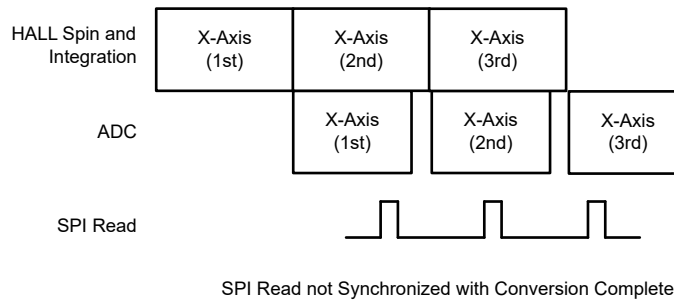 HALL Spin and
Integration
X-Axis
(1st)
X-Axis
(2nd)
X-Axis
(3rd)
ADC
X-Axis
(1st)
X-Axis
(2nd)
X-Axis
(3rd)
SPI Read
SPI Read not Synchronized with Conversion Complete